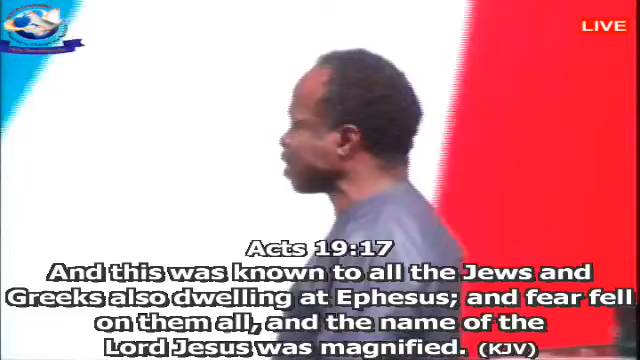 LIVE
Acts 19:17
And this was known to all the Jews and
Greeks also dwelling at Ephesus; and fear fell
on them all, and the name of the
Lord Jesus was magnified. (KJV)